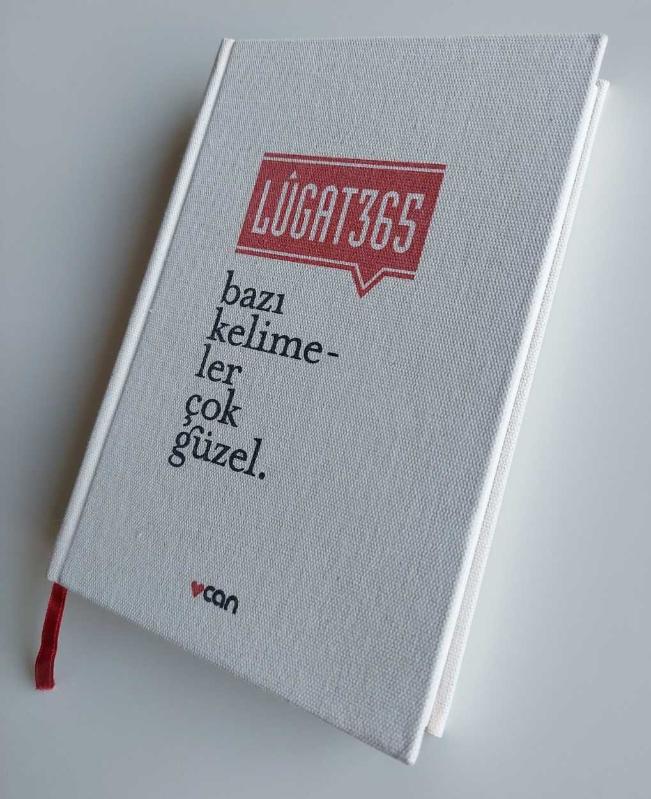 LÛGAT365
bazı
kelime-
ler
çok
güzel.
can